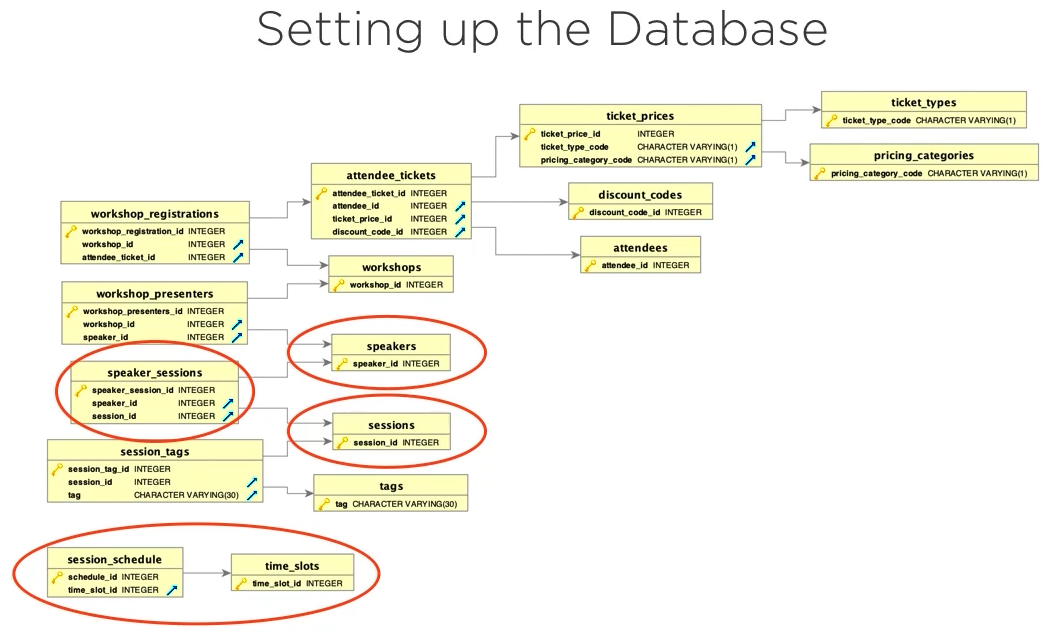 Setting up the Database
ticket_types
ticket_type_code CHARACTER VARYING(1)
ticket_prices
ticket_price_id INTEGER
ticket_type_code CHARACTER VARYING(1)
pricing_category_code CHARACTER VARYING(1)
pricing_categories
pricing_category_code CHARACTER VARYING(1)
attendee_tickets
attendee_ticket_id INTEGER
attendee_id INTEGER
ticket_price_id INTEGER
discount_code_id INTEGER
discount_codes
discount_code_id INTEGER
workshop_registrations
workshop_registration_id INTEGER
workshop_id INTEGER
attendee_ticket_id INTEGER
attendees
attendee_id INTEGER
workshops
workshop_id INTEGER
workshop_presenters
workshop_presenters_id INTEGER
workshop_id INTEGER
speaker_id INTEGER
speakers
speaker_id INTEGER
speaker_sessions
speaker_session_id INTEGER
speaker_id INTEGER
session_id INTEGER
sessions
session_id INTEGER
session_tags
session_tag_id INTEGER
session_id INTEGER
tag CHARACTER VARYING(30)
tags
tag CHARACTER VARYING(30)
session_schedule
schedule_id INTEGER
time_slot_id INTEGER
time_slots
time_slot_id INTEGER